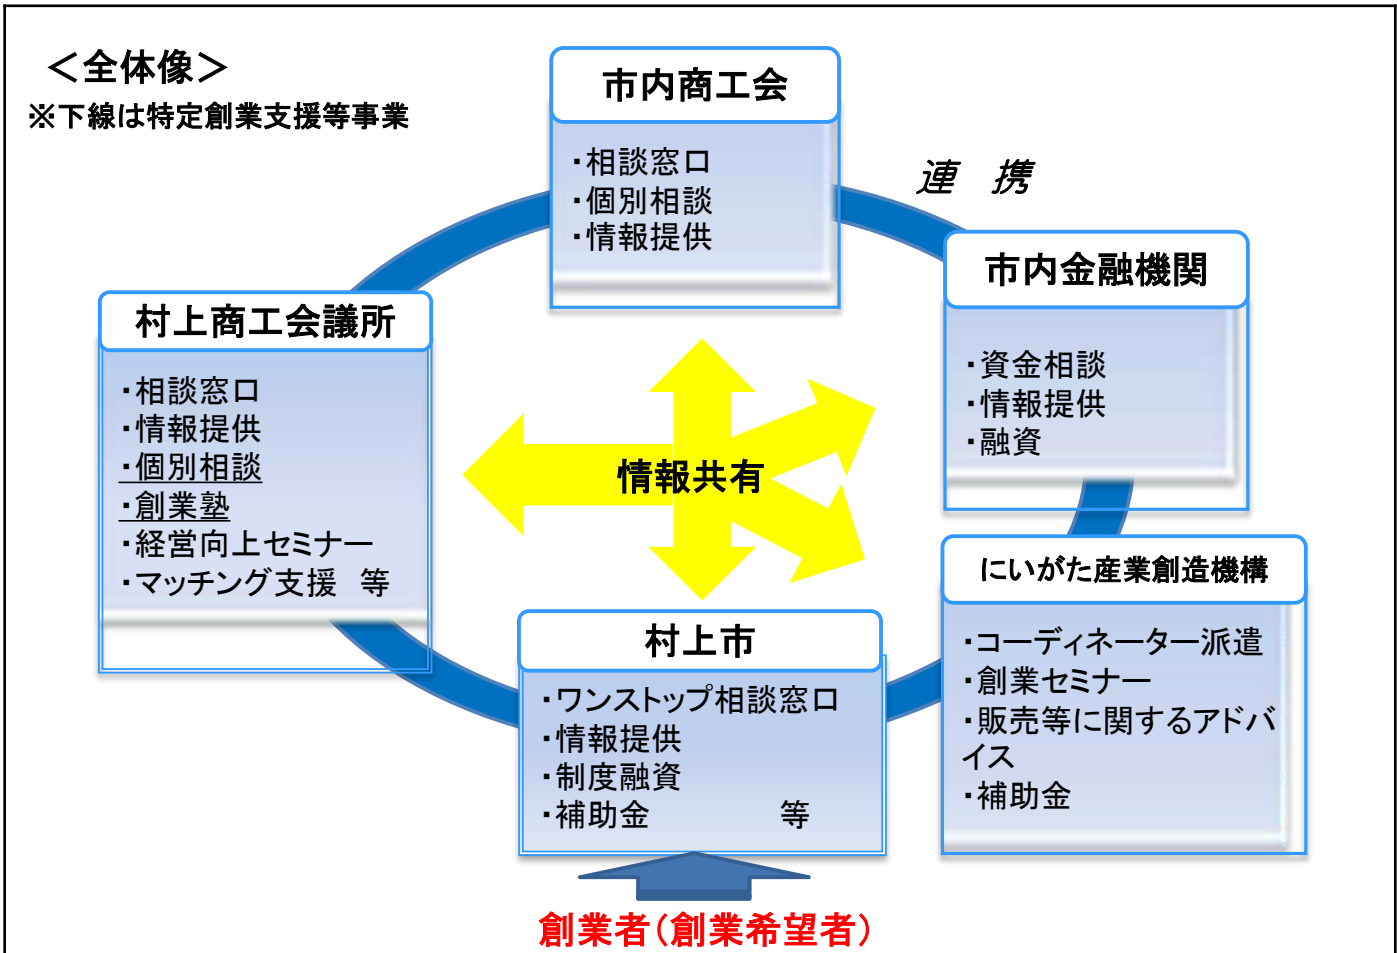 ＜全体像＞
※下線は特定創業支援等事業
市内商工会
・相談窓口
・個別相談
・情報提供
連 携
市内金融機関
・資金相談
・情報提供
・融資
村上商工会議所
・相談窓口
・情報提供
・個別相談
・創業塾
・経営向上セミナー
・マッチング支援 等
情報共有
にいがた産業創造機構
・コーディネーター派遣
・創業セミナー
・販売等に関するアドバ
イス
・補助金
村上市
・ワンストップ相談窓口
・情報提供
・制度融資
・補助金 等
創業者（創業希望者）